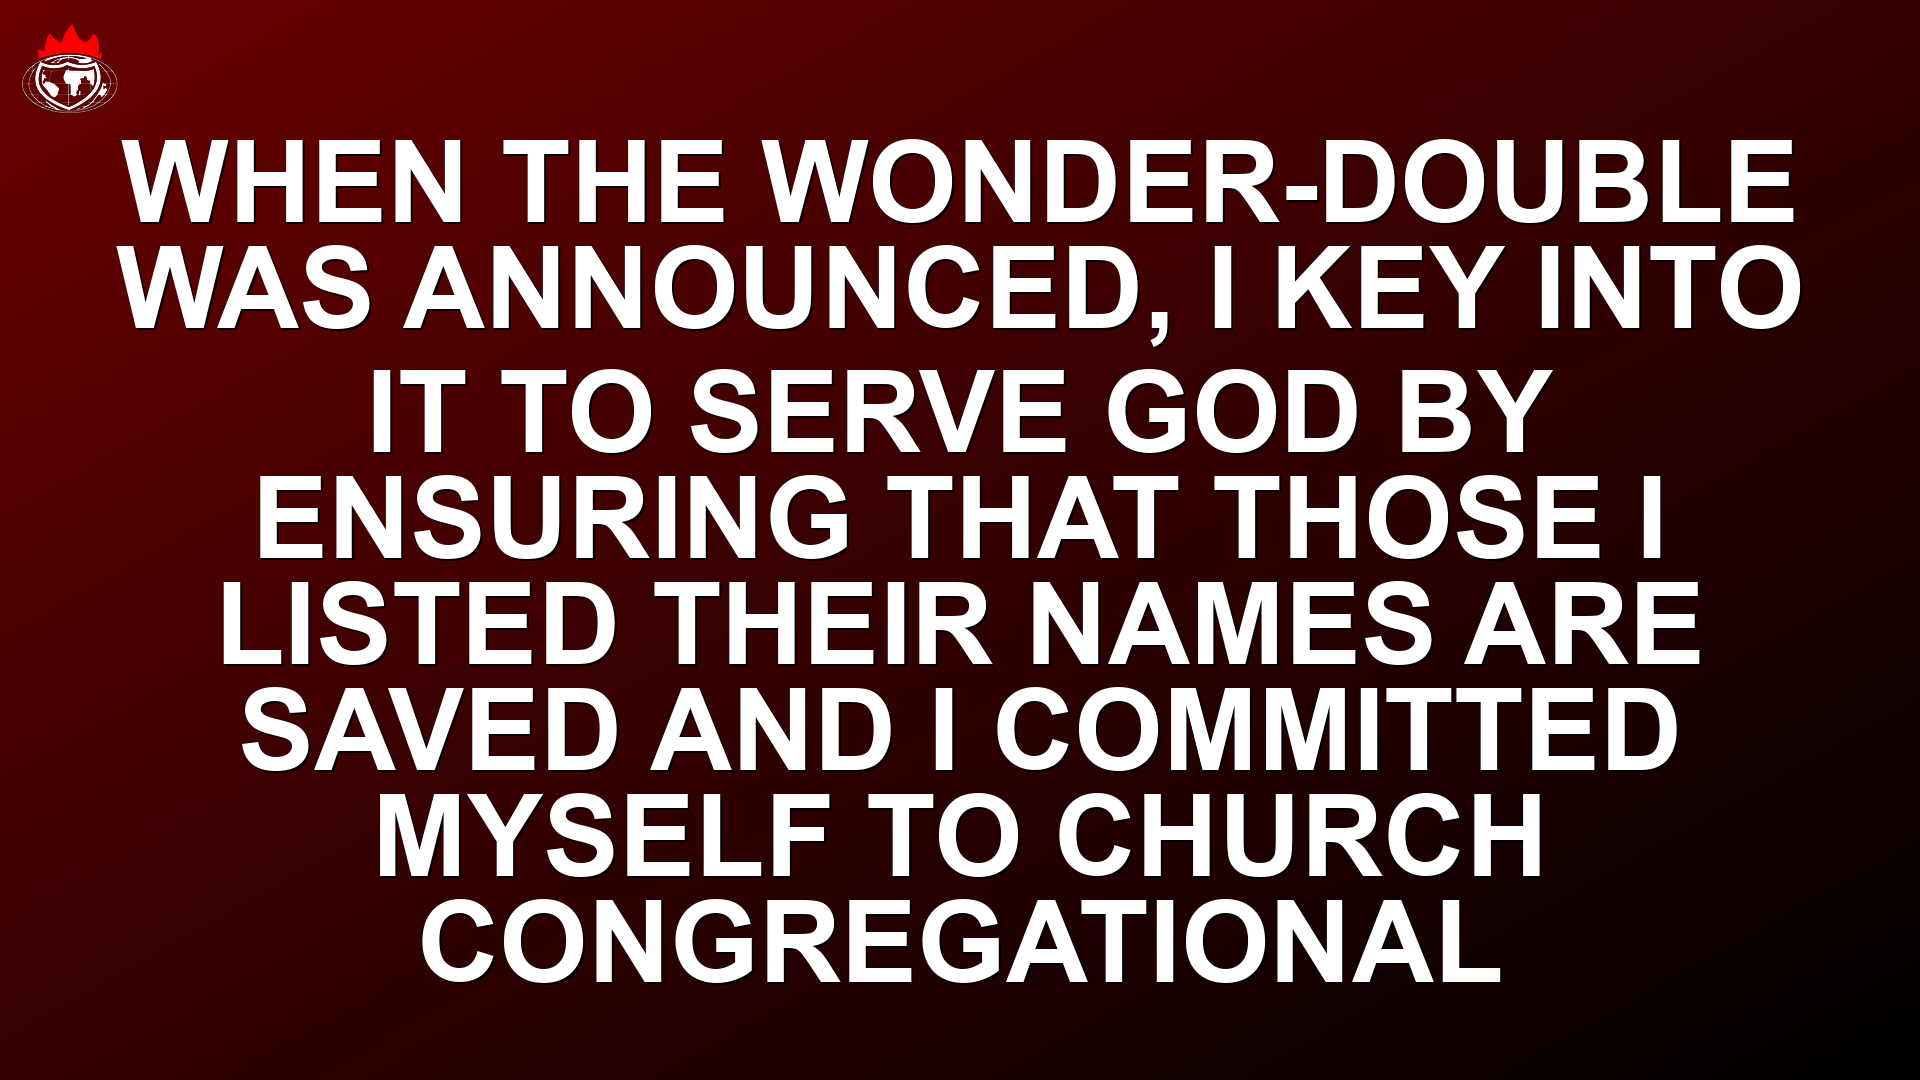 WHEN THE WONDER-DOUBLE
WAS ANNOUNCED, I KEY INTO
IT TO SERVE GOD BY
ENSURING THAT THOSE I
LISTED THEIR NAMES ARE
SAVED AND I COMMITTED
MYSELF TO CHURCH
CONGREGATIONAL